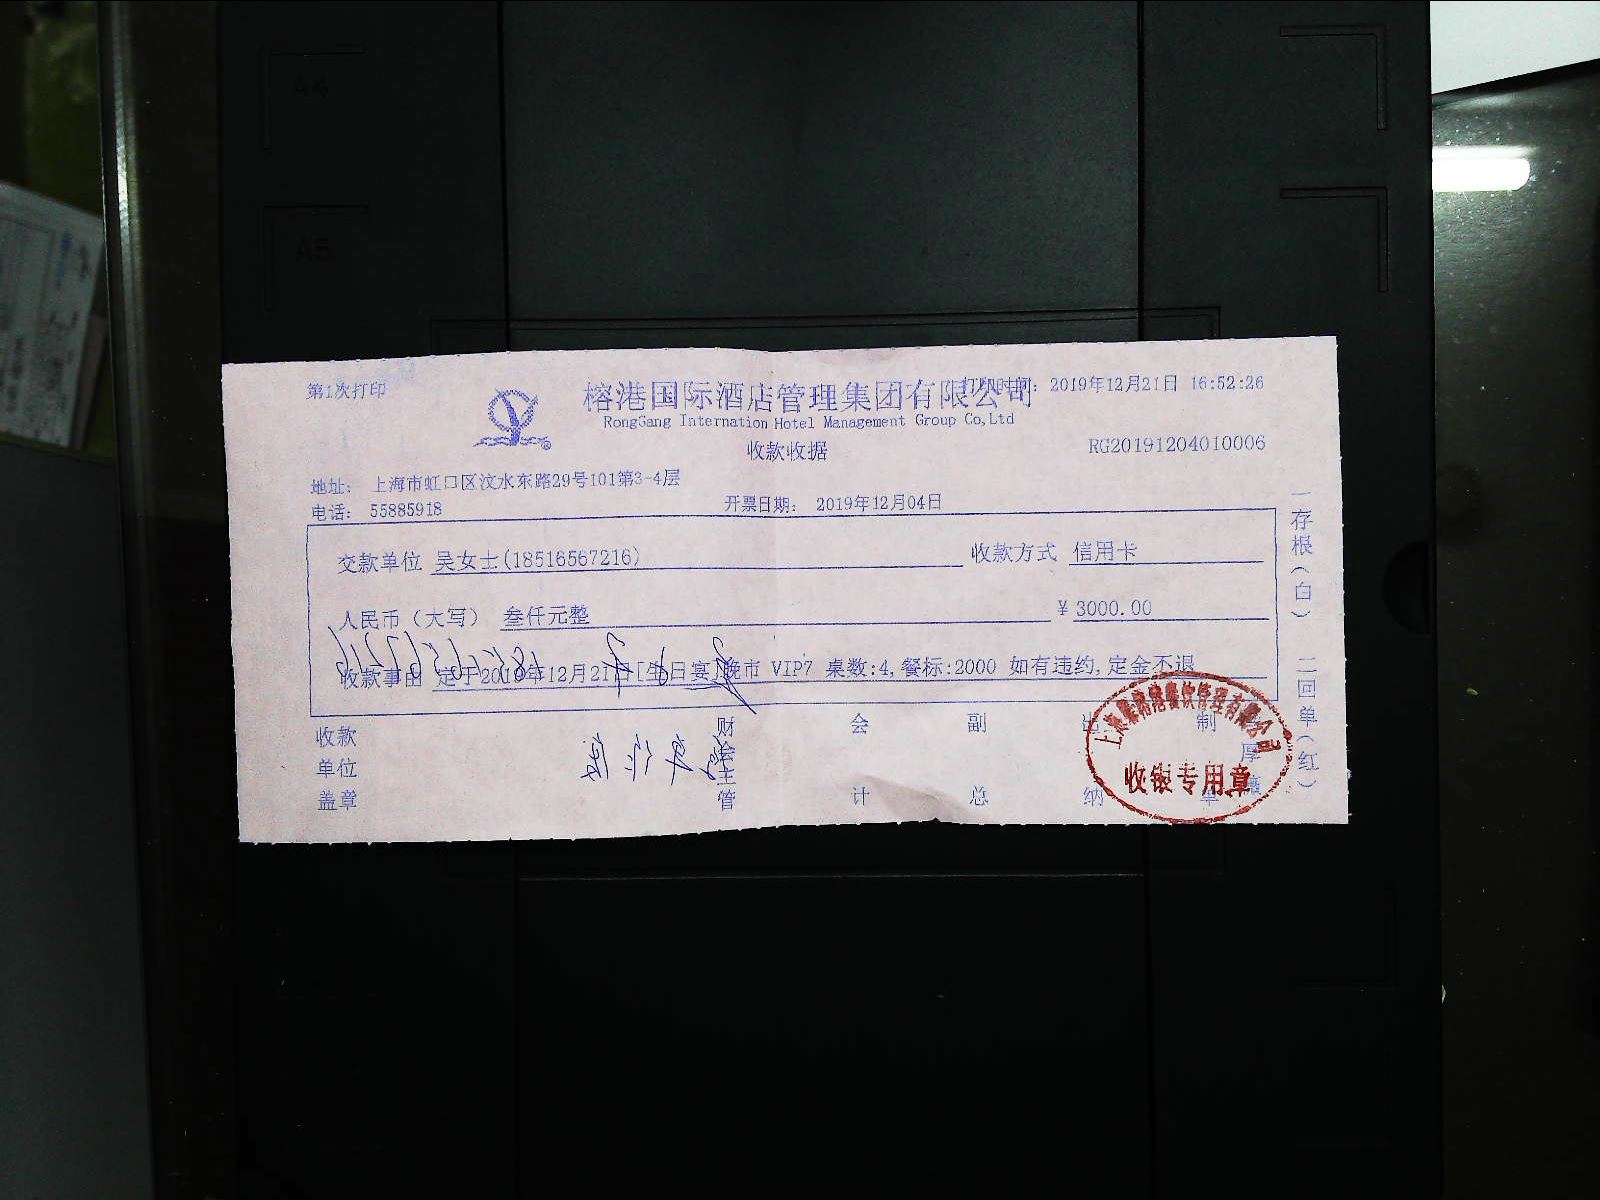 A4
A5
第1次打印
榕港国际酒店管理集团有限公司
打印时间: 2019年12月21日 16:52:26
RongGang Internation Hotel Management Group Co,Ltd
收款收据
RG20191204010006
地址: 上海市虹口区汶水东路29号101第3-4层
电话: 55885918
开票日期: 2019年12月04日
交款单位 吴女士(18516567216)
收款方式 信用卡
人民币(大写) 叁仟元整
¥ 3000.00
18516567216
收款事由 定于2019年12月21日[生日宴]晚市 VIP7 桌数:4,餐标:2000 如有违约,定金不退
收款单位盖章
财会主管
会计
副总
出纳
制单
收银专用章
一存根(白) 二回单(红)